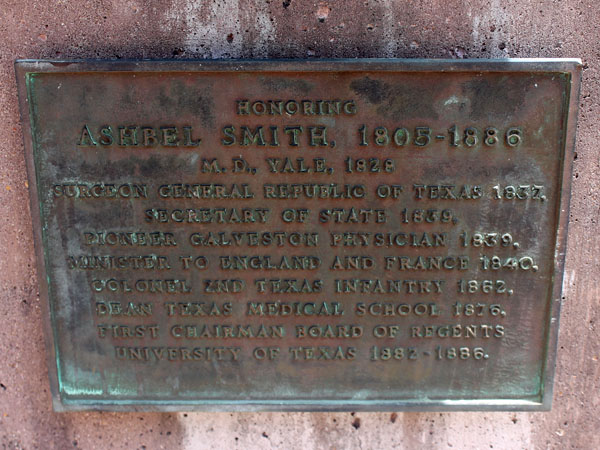 HONORING
ASHBEL SMITH, 1805-1886
M.D., YALE, 1828
SURGEON GENERAL REPUBLIC OF TEXAS 1837,
SECRETARY OF STATE 1839,
PIONEER GALVESTON PHYSICIAN 1839,
MINISTER TO ENGLAND AND FRANCE 1840,
COLONEL 2ND TEXAS INFANTRY 1862,
DEAN TEXAS MEDICAL SCHOOL 1876,
FIRST CHAIRMAN BOARD OF REGENTS
UNIVERSITY OF TEXAS 1882-1886.